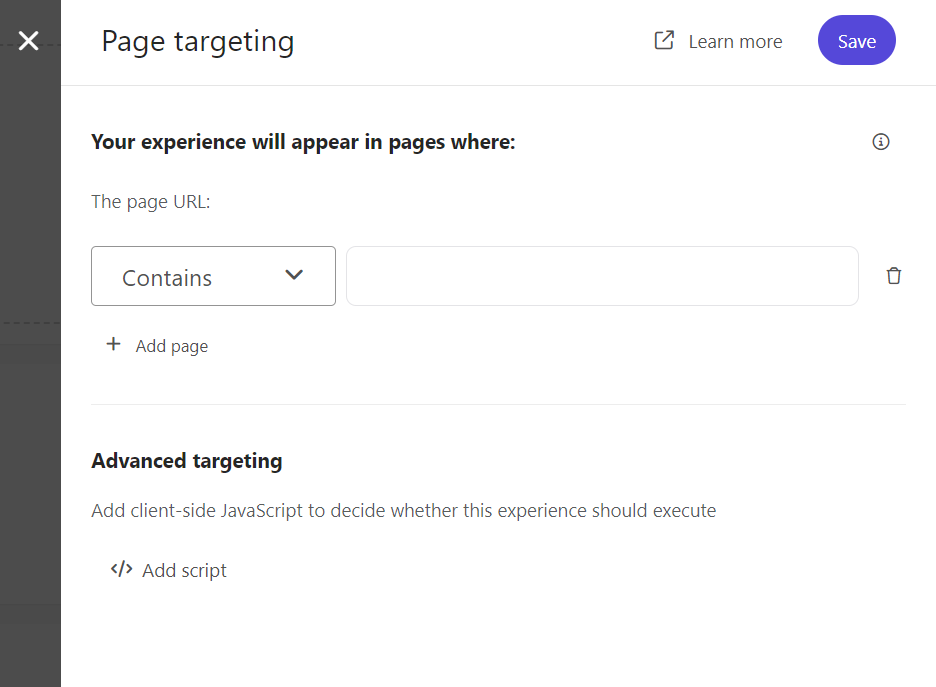 Page targeting
Learn more
Save
Your experience will appear in pages where:
The page URL:
Contains
Add page
Advanced targeting
Add client-side JavaScript to decide whether this experience should execute
</> Add script